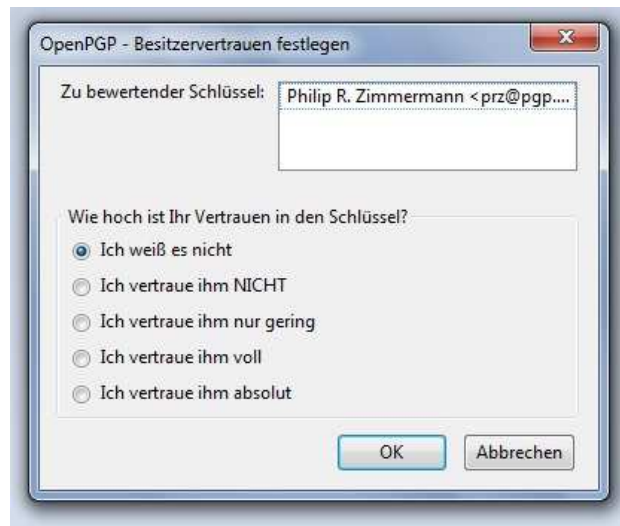 OpenPGP - Besitzervertrauen festlegen
Zu bewertender Schlüssel: Philip R. Zimmermann <prz@pgp....
Wie hoch ist Ihr Vertrauen in den Schlüssel?
Ich weiß es nicht
Ich vertraue ihm NICHT
Ich vertraue ihm nur gering
Ich vertraue ihm voll
Ich vertraue ihm absolut
OK Abbrechen